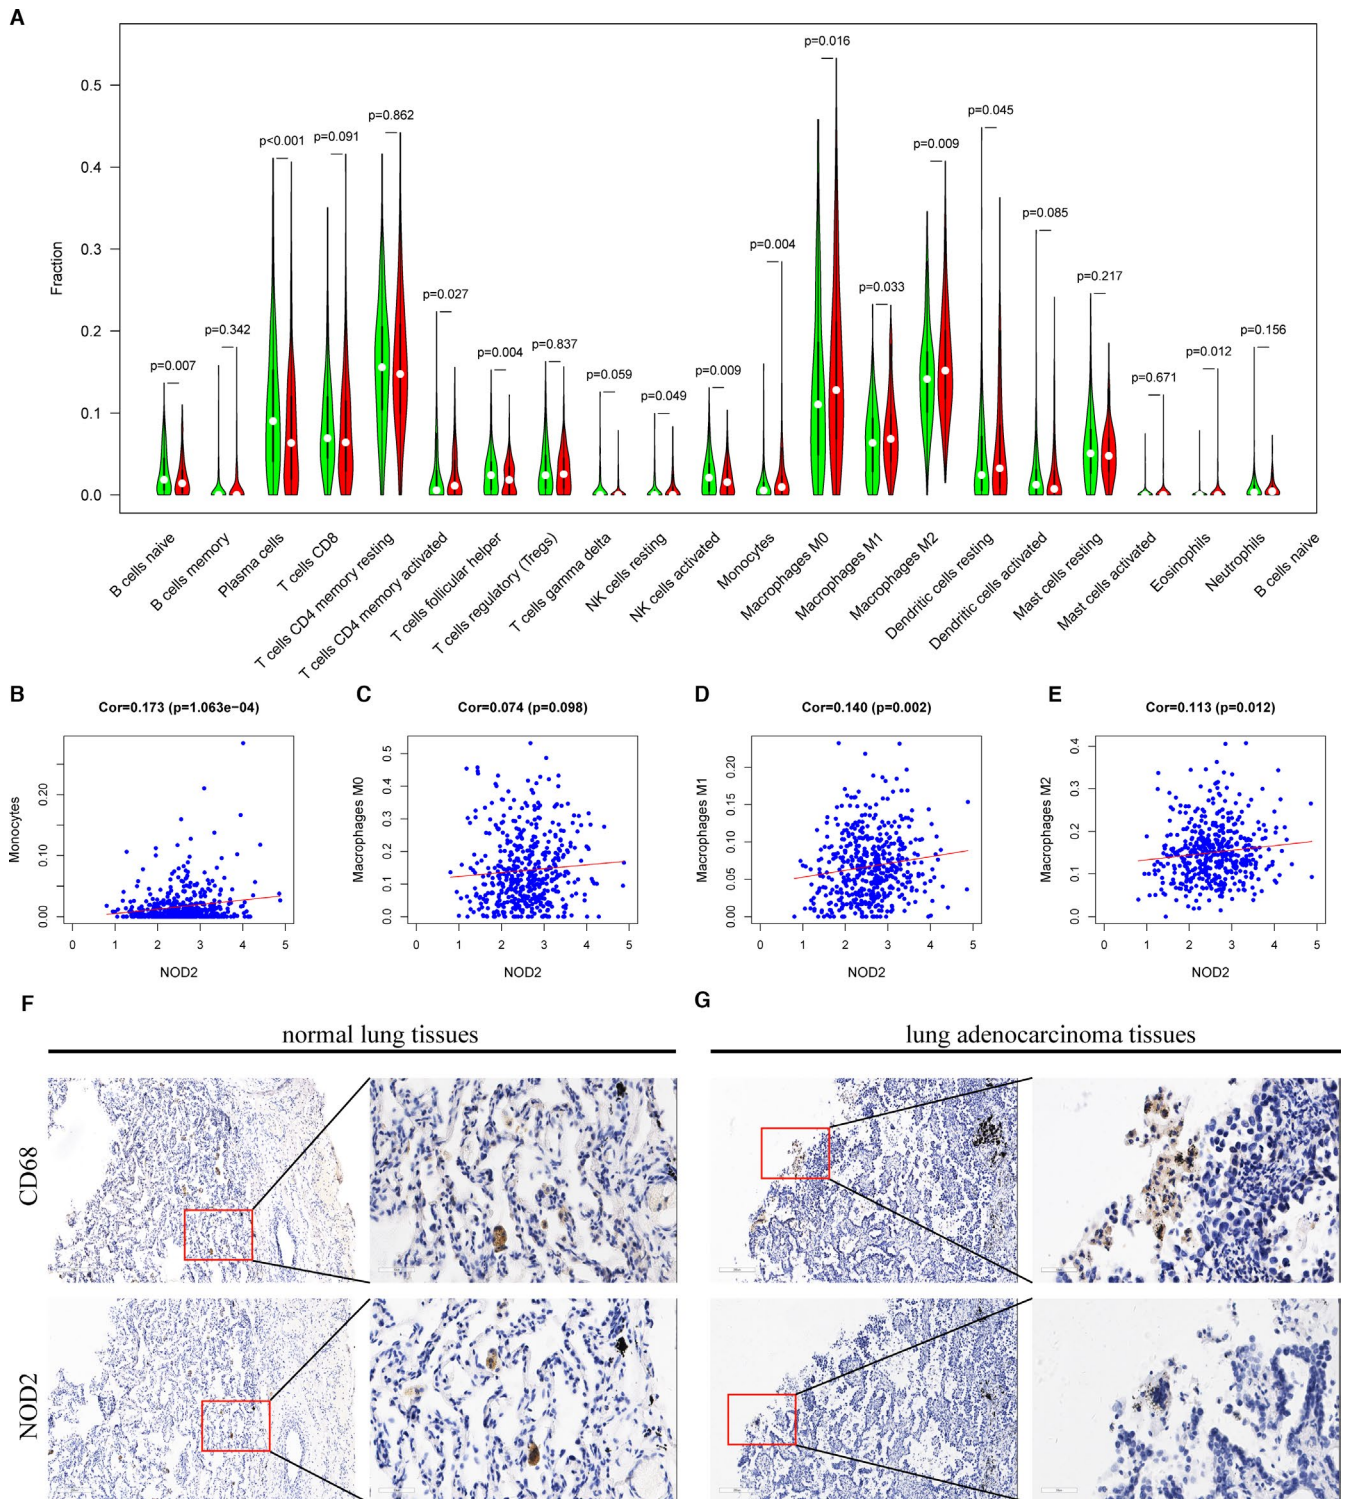 A
p=0.007
p=0.342
p<0.001
p=0.091
p=0.862
p=0.027
p=0.004
p=0.837
p=0.059
p=0.049
p=0.009
p=0.004
p=0.016
p=0.033
p=0.009
p=0.045
p=0.085
p=0.217
p=0.671
p=0.012
p=0.156
Fraction
0.5
0.4
0.3
0.2
0.1
0.0
B cells naive
B cells memory
Plasma cells
T cells CD8
T cells CD4 memory resting
T cells CD4 memory activated
T cells follicular helper
T cells regulatory (Tregs)
T cells gamma delta
NK cells resting
NK cells activated
Monocytes
Macrophages M0
Macrophages M1
Macrophages M2
Dendritic cells resting
Dendritic cells activated
Mast cells resting
Mast cells activated
Eosinophils
Neutrophils
B cells naive
B
Cor=0.173 (p=1.063e−04)
Monocytes
0.20
0.10
0.00
0 1 2 3 4 5
NOD2
C
Cor=0.074 (p=0.098)
Macrophages M0
0.5
0.4
0.3
0.2
0.1
0.0
0 1 2 3 4 5
NOD2
D
Cor=0.140 (p=0.002)
Macrophages M1
0.20
0.15
0.10
0.05
0.00
0 1 2 3 4 5
NOD2
E
Cor=0.113 (p=0.012)
Macrophages M2
0.4
0.3
0.2
0.1
0.0
0 1 2 3 4 5
NOD2
F
normal lung tissues
G
lung adenocarcinoma tissues
CD68
NOD2